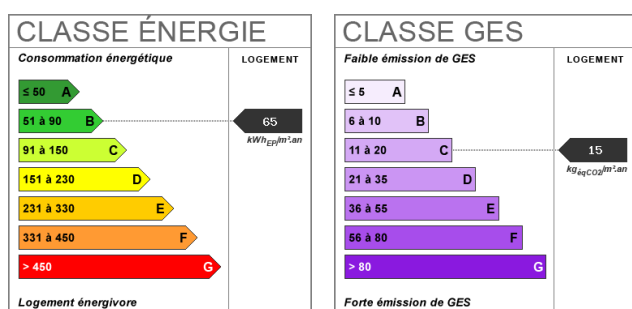 CLASSE ÉNERGIE
Consommation énergétique
LOGEMENT
≤ 50 A
51 à 90 B
65
kWhEP/m².an
91 à 150 C
151 à 230 D
231 à 330 E
331 à 450 F
> 450 G
Logement énergivore
CLASSE GES
Faible émission de GES
LOGEMENT
≤ 5 A
6 à 10 B
11 à 20 C
15
kgéqCO2/m².an
21 à 35 D
36 à 55 E
56 à 80 F
> 80 G
Forte émission de GES